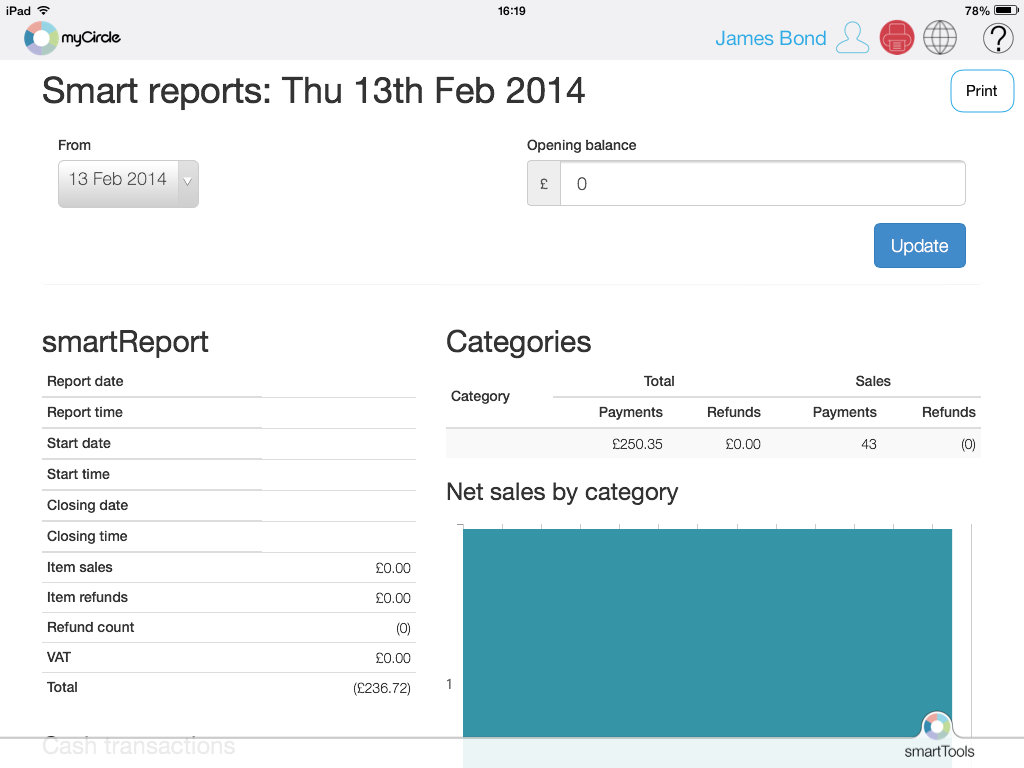 iPad 16:19 78%
myCircle James Bond ?
Smart reports: Thu 13th Feb 2014 Print
From Opening balance
13 Feb 2014 £ 0
Update
smartReport
Report date
Report time
Start date
Start time
Closing date
Closing time
Item sales £0.00
Item refunds £0.00
Refund count (0)
VAT £0.00
Total (£236.72)
Cash transactions
Categories
Category Total Sales
Payments Refunds Payments Refunds
£250.35 £0.00 43 (0)
Net sales by category
1
smartTools